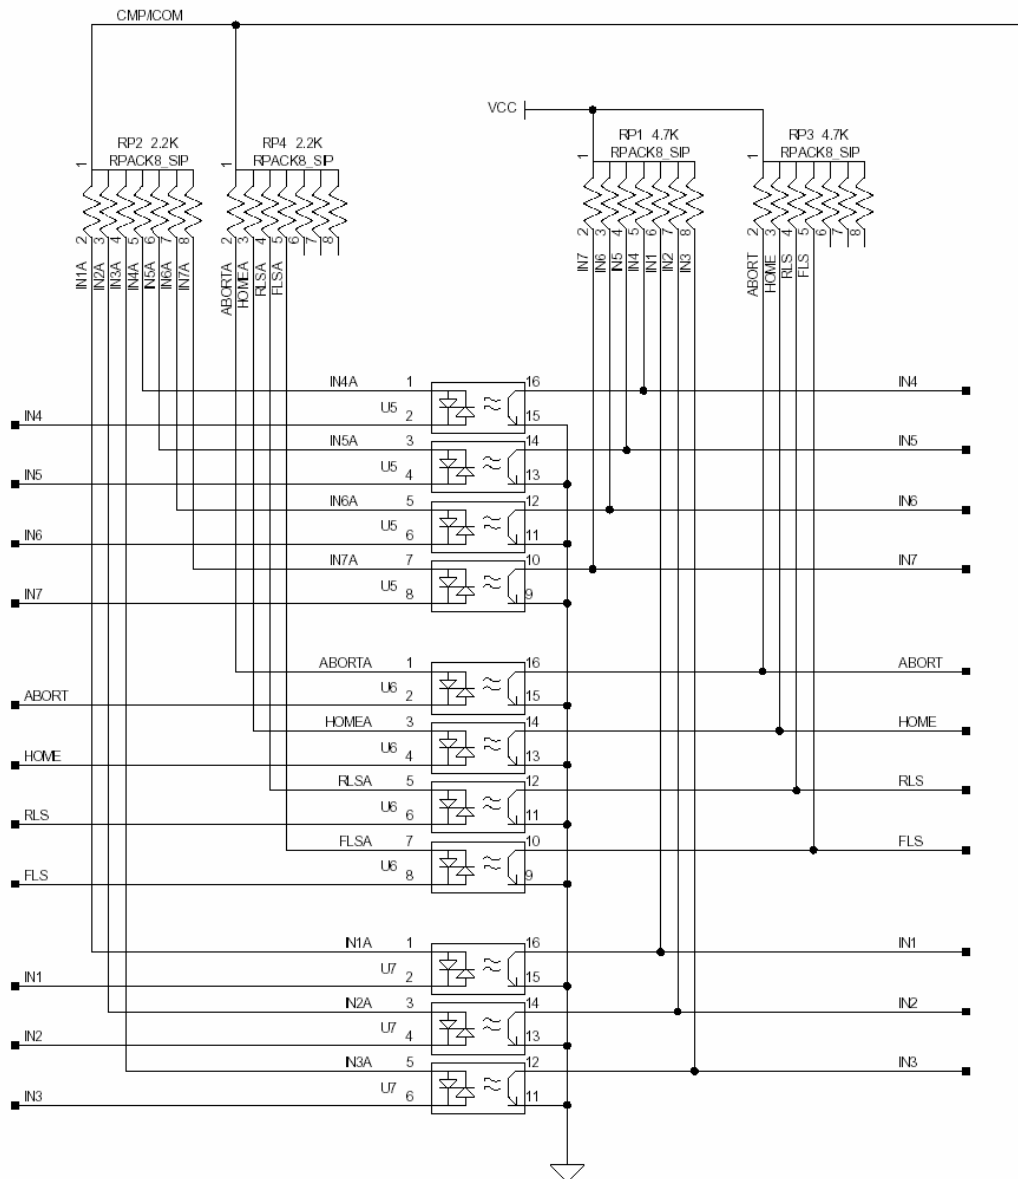 CMP/ICOM
VCC
RP2 2.2K
RPACK8_SIP
RP4 2.2K
RPACK8_SIP
RP1 4.7K
RPACK8_SIP
RP3 4.7K
RPACK8_SIP
1
1
1
1
2 3 4 5 6 7 8
2 3 4 5 6 7 8
2 3 4 5 6 7 8
2 3 4 5 6 7 8
IN1A
IN2A
IN3A
IN4A
IN5A
IN6A
IN7A
ABORTA
HOMEA
RLSA
FLSA
IN7
IN6
IN5
IN4
IN1
IN2
IN3
ABORT
HOME
RLS
FLS
IN4A 1 16 IN4
U5
IN4 2 15
IN5A 3 14 IN5
U5
IN5 4 13
IN6A 5 12 IN6
U5
IN6 6 11
IN7A 7 10 IN7
U5
IN7 8 9
ABORTA 1 16 ABORT
U6
ABORT 2 15
HOMEA 3 14 HOME
U6
HOME 4 13
RLSA 5 12 RLS
U6
RLS 6 11
FLSA 7 10 FLS
U6
FLS 8 9
IN1A 1 16 IN1
U7
IN1 2 15
IN2A 3 14 IN2
U7
IN2 4 13
IN3A 5 12 IN3
U7
IN3 6 11